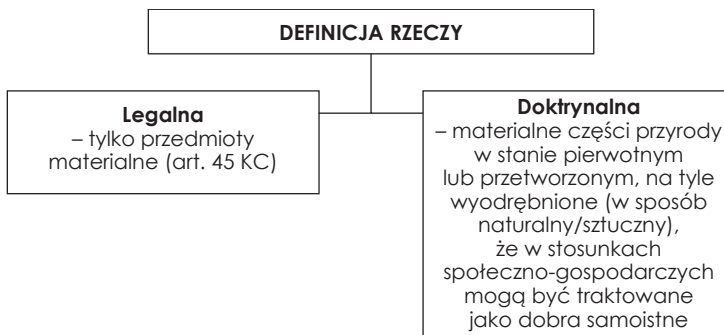 DEFINICJA RZECZY
Legalna
– tylko przedmioty
materialne (art. 45 KC)
Doktrynalna
– materialne części przyrody
w stanie pierwotnym
lub przetworzonym, na tyle
wyodrębnione (w sposób
naturalny/sztuczny),
że w stosunkach
społeczno-gospodarczych
mogą być traktowane
jako dobra samoistne